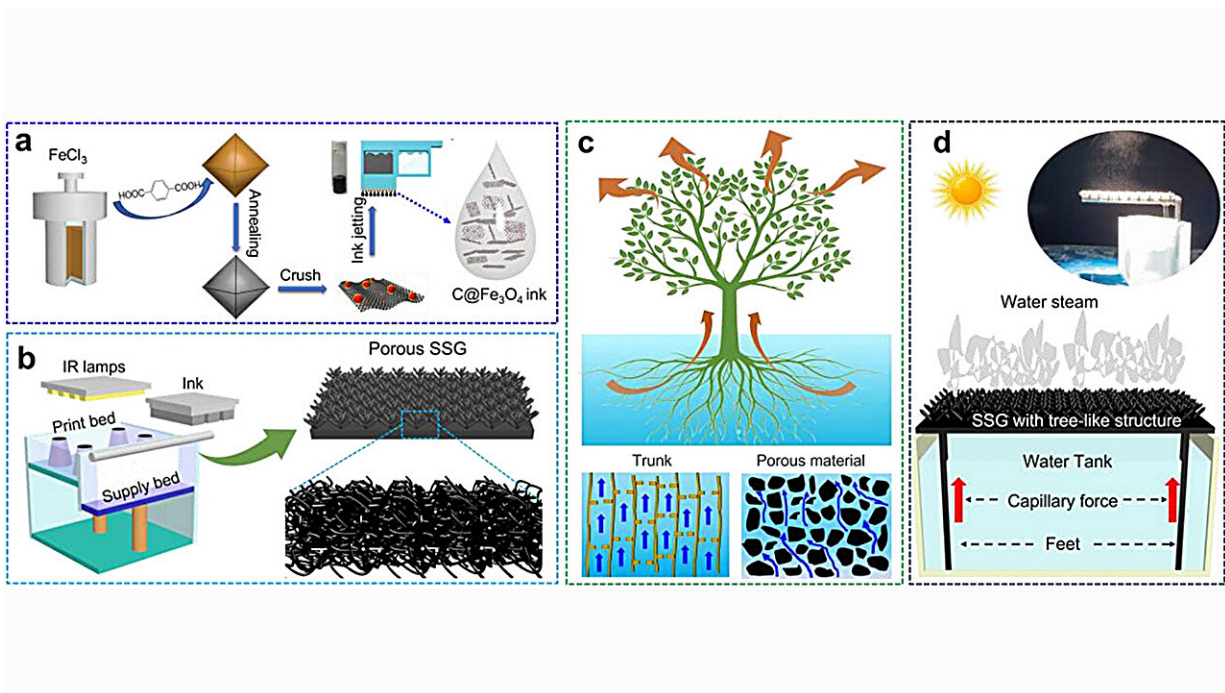 a
FeCl₃
HOOC
COOH
Annealing
Crush
Ink jetting
C@Fe₃O₄ ink
b
IR lamps
Ink
Print bed
Supply bed
Porous SSG
c
Trunk
Porous material
d
Water steam
SSG with tree-like structure
Water Tank
Capillary force
Feet